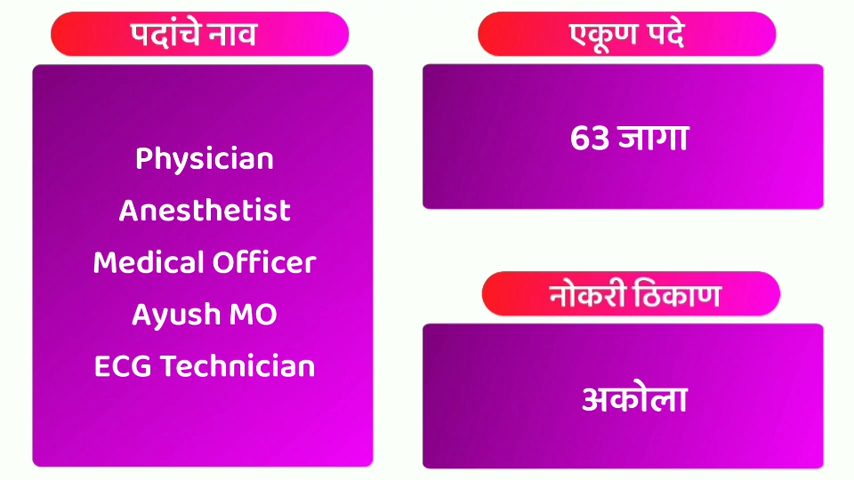 पदांचे नाव
Physician
Anesthetist
Medical Officer
Ayush MO
ECG Technician
एकूण पदे
63 जागा
नोकरी ठिकाण
अकोला